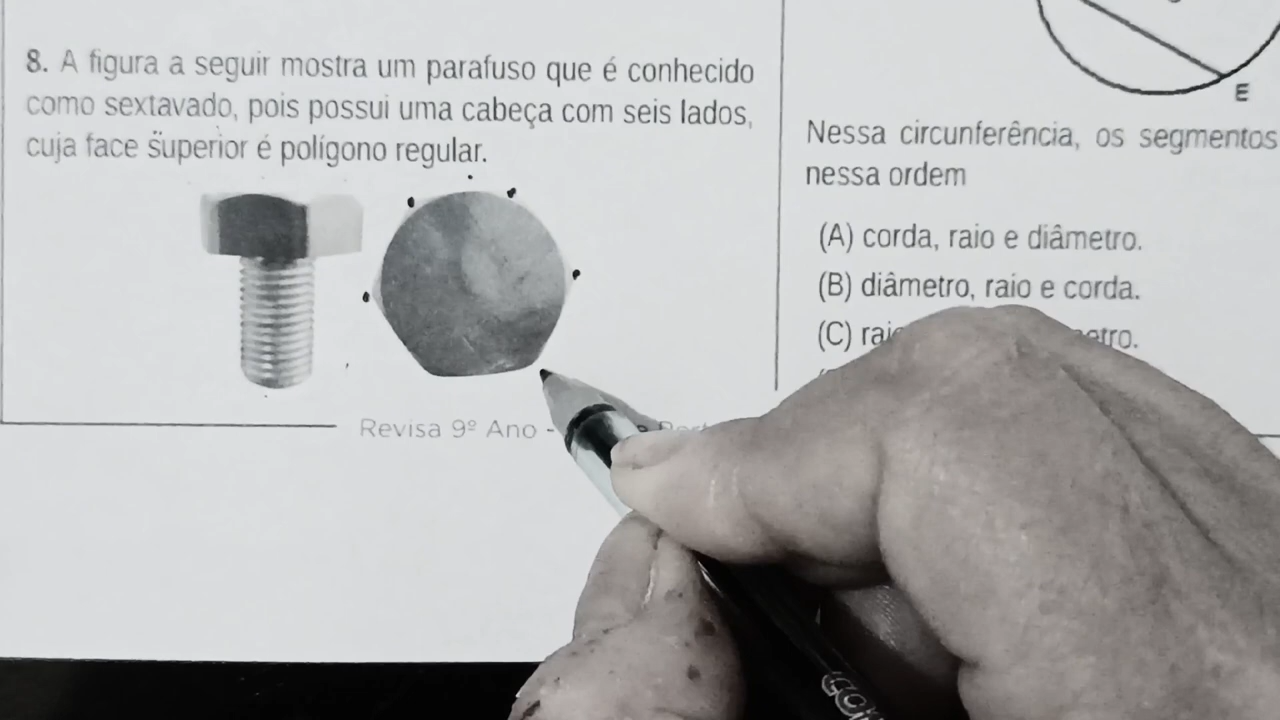 8. A figura a seguir mostra um parafuso que é conhecido
como sextavado, pois possui uma cabeça com seis lados,
cuja face superior é polígono regular.
Revisa 9º Ano -
E
Nessa circunferência, os segmentos
nessa ordem
(A) corda, raio e diâmetro.
(B) diâmetro, raio e corda.
(C)